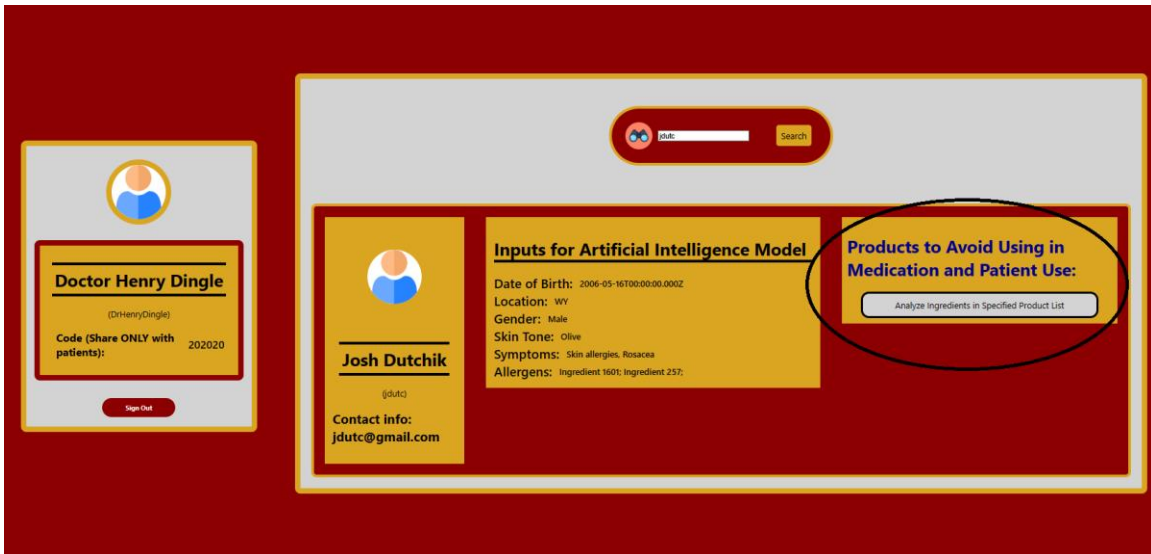 Doctor Henry Dingle
(DrHenryDingle)
Code (Share ONLY with
patients):
202020
Sign Out
jdutc
Search
Josh Dutchik
(jdutc)
Contact info:
jdutc@gmail.com
Inputs for Artificial Intelligence Model
Date of Birth: 2006-05-16T00:00:00.000Z
Location: WY
Gender: Male
Skin Tone: Olive
Symptoms: Skin allergies, Rosacea
Allergens: Ingredient 1601; Ingredient 257;
Products to Avoid Using in
Medication and Patient Use:
Analyze Ingredients in Specified Product List